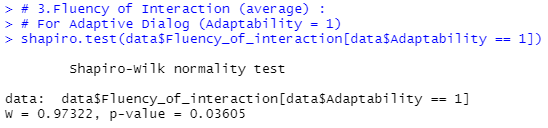 > # 3.Fluency of Interaction (average) :
> # For Adaptive Dialog (Adaptability = 1)
> shapiro.test(data$Fluency_of_interaction[data$Adaptability == 1])
Shapiro-Wilk normality test
data:  data$Fluency_of_interaction[data$Adaptability == 1]
W = 0.97322, p-value = 0.03605